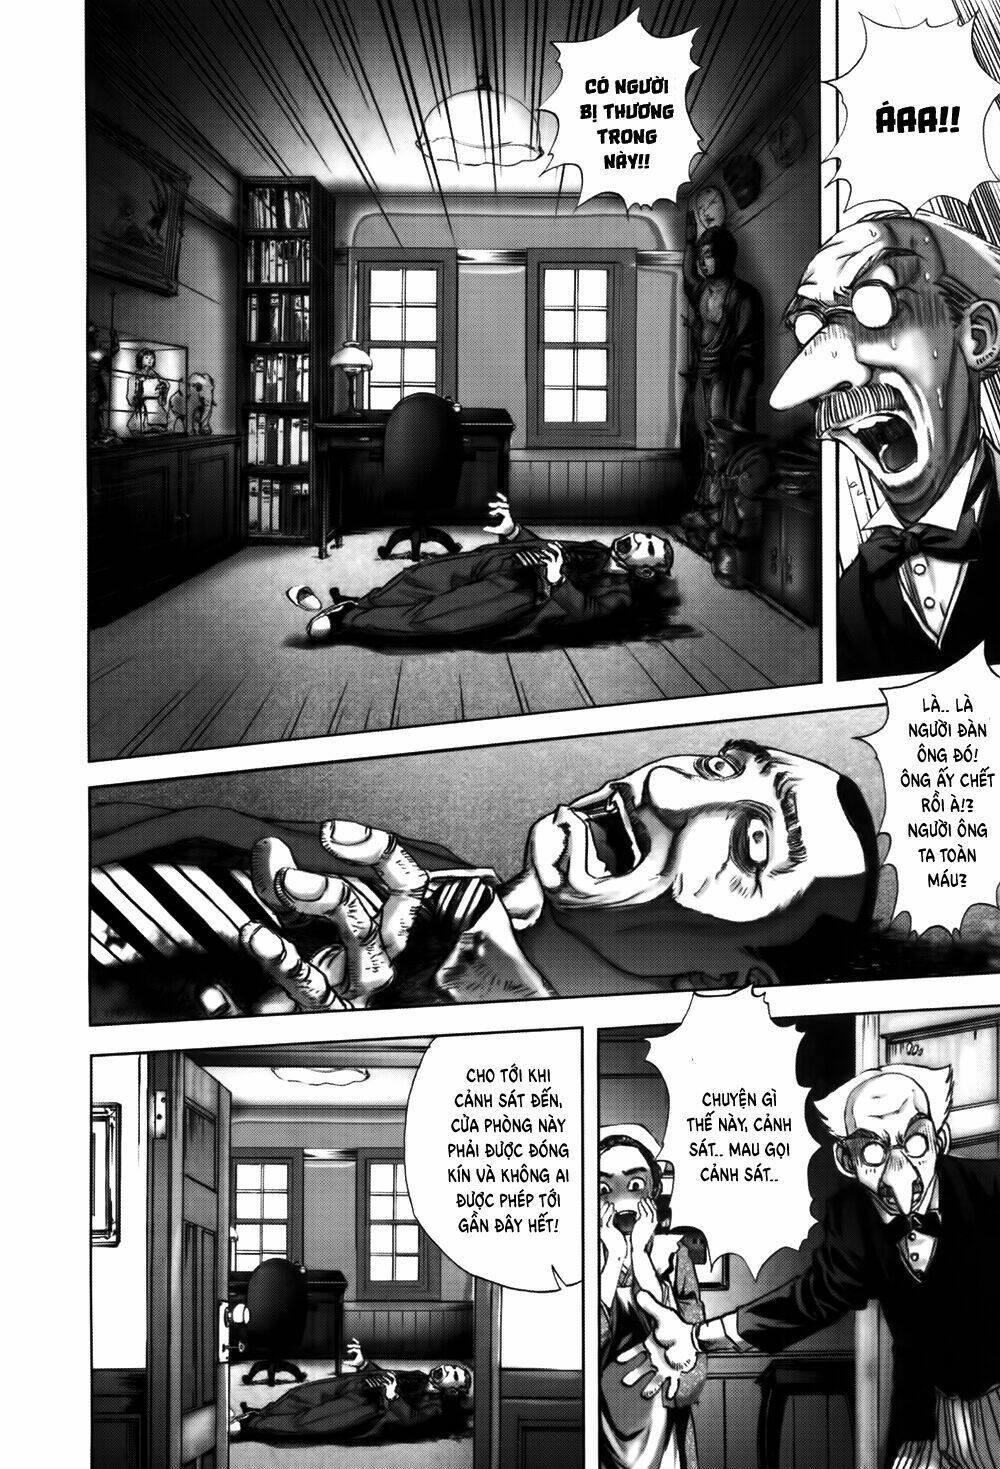 ÁAA!!
CÓ NGƯỜI
BỊ THƯƠNG
TRONG
NÀY!!
LÀ.. LÀ
NGƯỜI ĐÀN
ÔNG ĐÓ!
ÔNG ẤY CHẾT
RỒI À!?
NGƯỜI ÔNG
TA TOÀN
MÁU?
CHUYỆN GÌ
THẾ NÀY, CẢNH
SÁT.. MAU GỌI
CẢNH SÁT..
CHO TỚI KHI
CẢNH SÁT ĐẾN,
CỬA PHÒNG NÀY
PHẢI ĐƯỢC ĐÓNG
KÍN VÀ KHÔNG AI
ĐƯỢC PHÉP TỚI
GẦN ĐÂY HẾT!